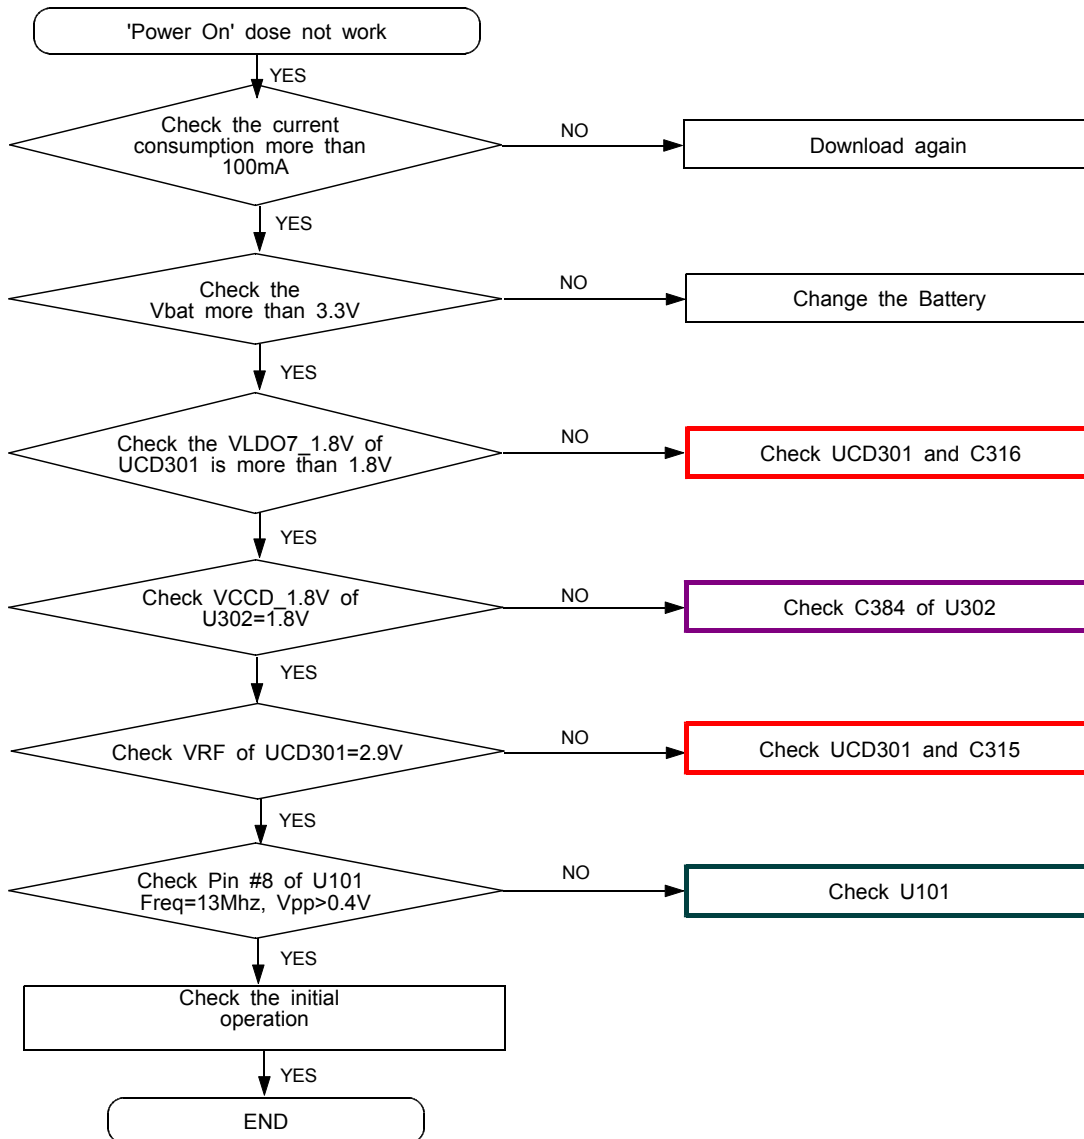 'Power On' dose not work
YES
Check the current
consumption more than
100mA
NO
Download again
YES
Check the
Vbat more than 3.3V
NO
Change the Battery
YES
Check the VLDO7_1.8V of
UCD301 is more than 1.8V
NO
Check UCD301 and C316
YES
Check VCCD_1.8V of
U302=1.8V
NO
Check C384 of U302
YES
Check VRF of UCD301=2.9V
NO
Check UCD301 and C315
YES
Check Pin #8 of U101
Freq=13Mhz, Vpp>0.4V
NO
Check U101
YES
Check the initial
operation
YES
END